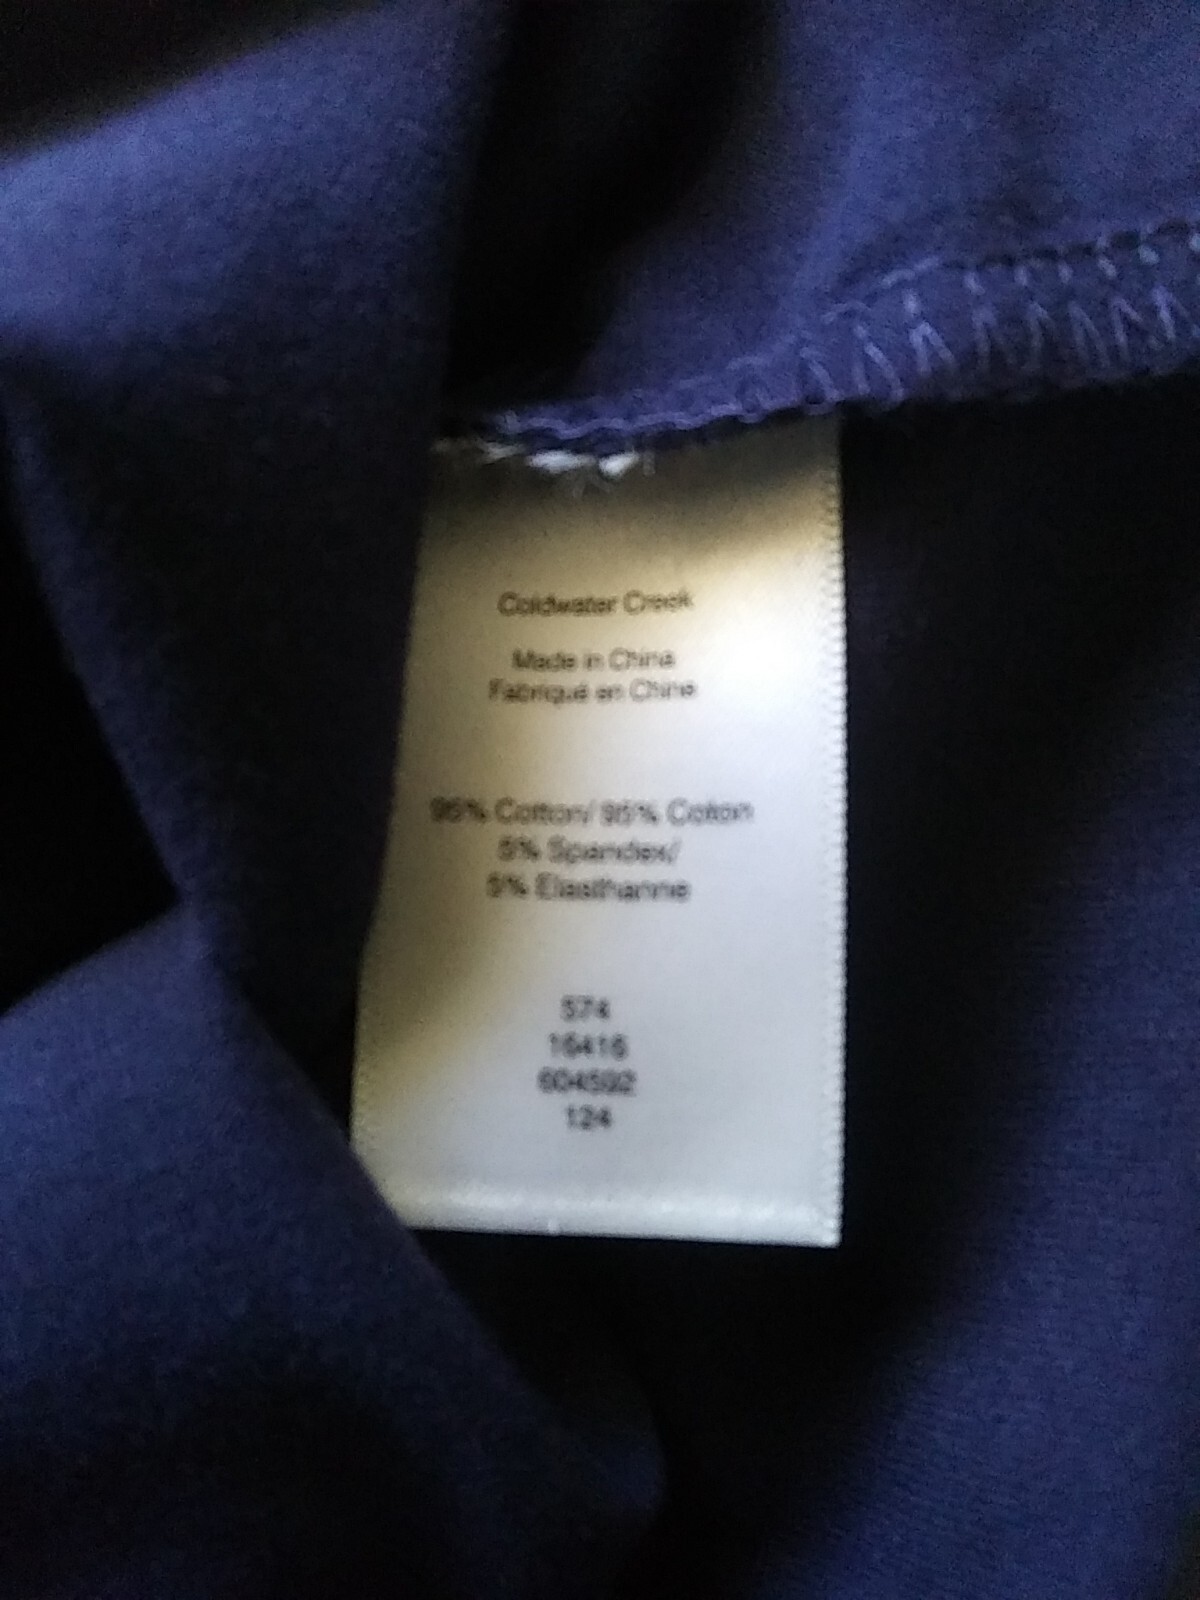 Coldwater Creek
Made in China
Fabriqué en Chine
95% Cotton/ 95% Cotton
5% Spandex/
5% Elasthanne
574
16416
604592
124